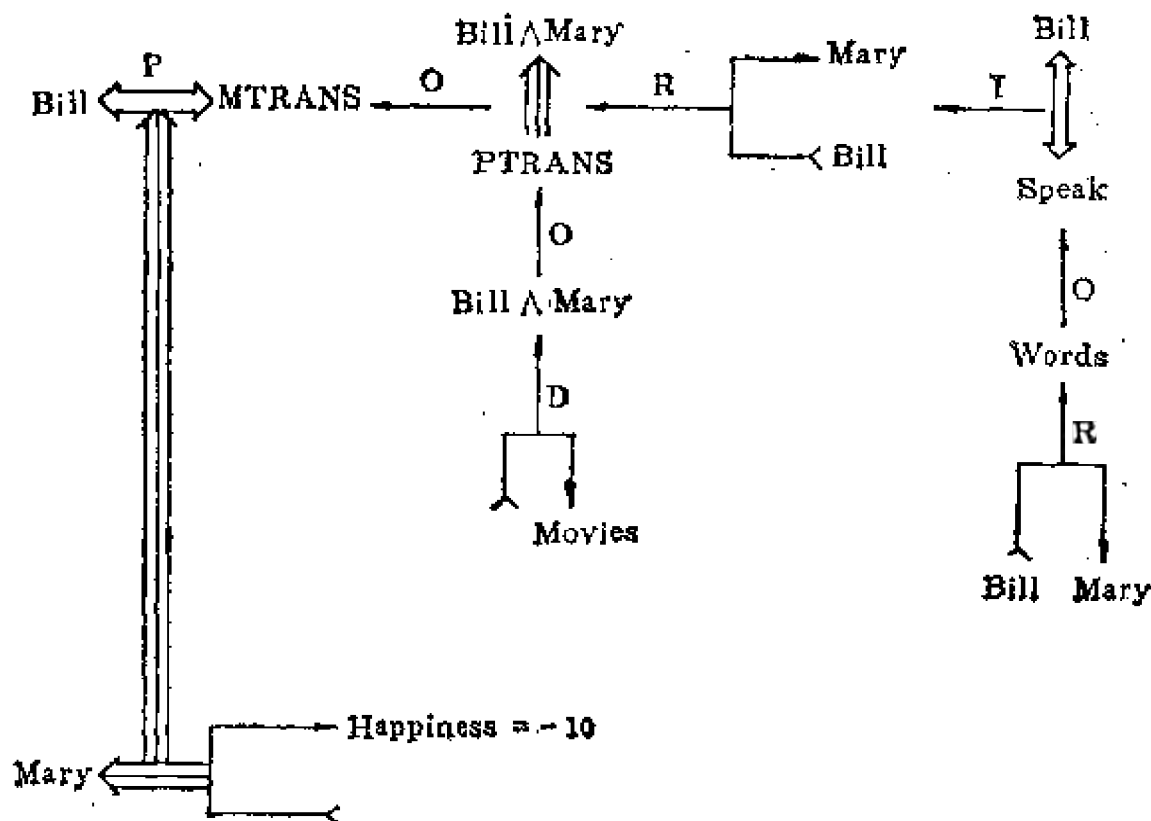 Bill ∧ Mary
Bill
P
Mary
O
R
I
Bill
MTRANS
Bill
PTRANS
Speak
O
O
Bill ∧ Mary
Words
D
R
Movies
Bill Mary
Happiness = -10
Mary